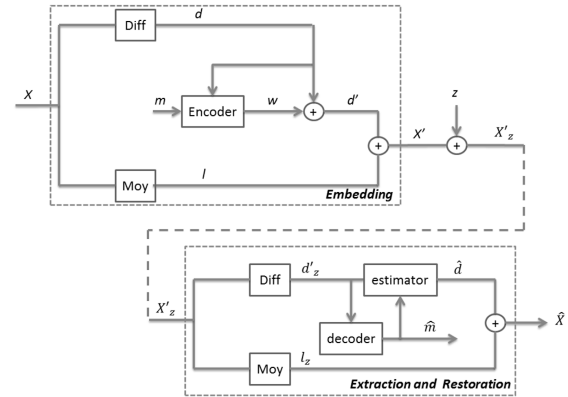 Diff
d
X
m
Encoder
w
+
d'
z
X'
+
X'z
+
Moy
l
Embedding
X'z
Diff
d'z
estimator
d̂
decoder
m̂
+
X̂
Moy
lz
Extraction and Restoration